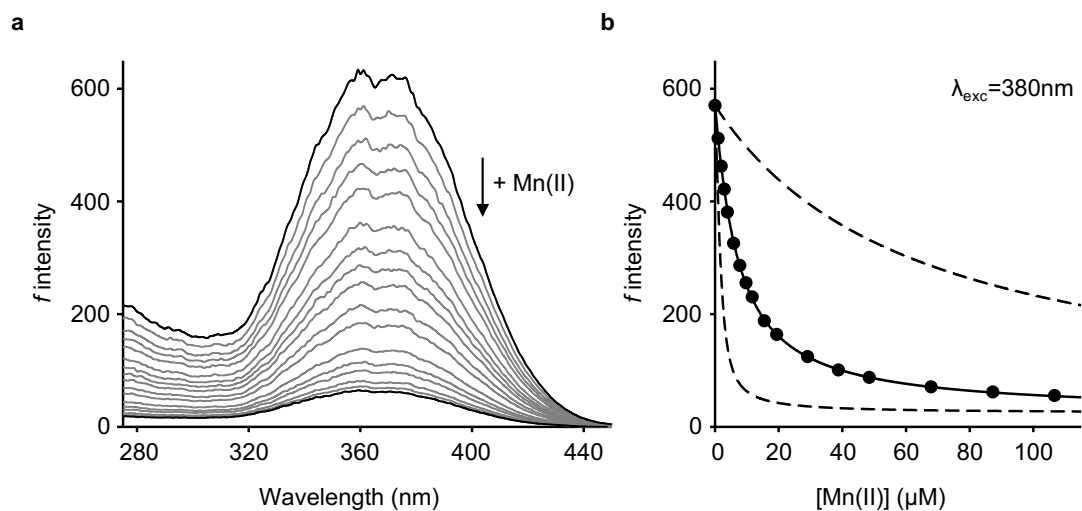 a
b
600
400
200
0
f intensity
+ Mn(II)
280
320
360
400
440
Wavelength (nm)
600
400
200
0
f intensity
λexc=380nm
0
20
40
60
80
100
[Mn(II)] (µM)